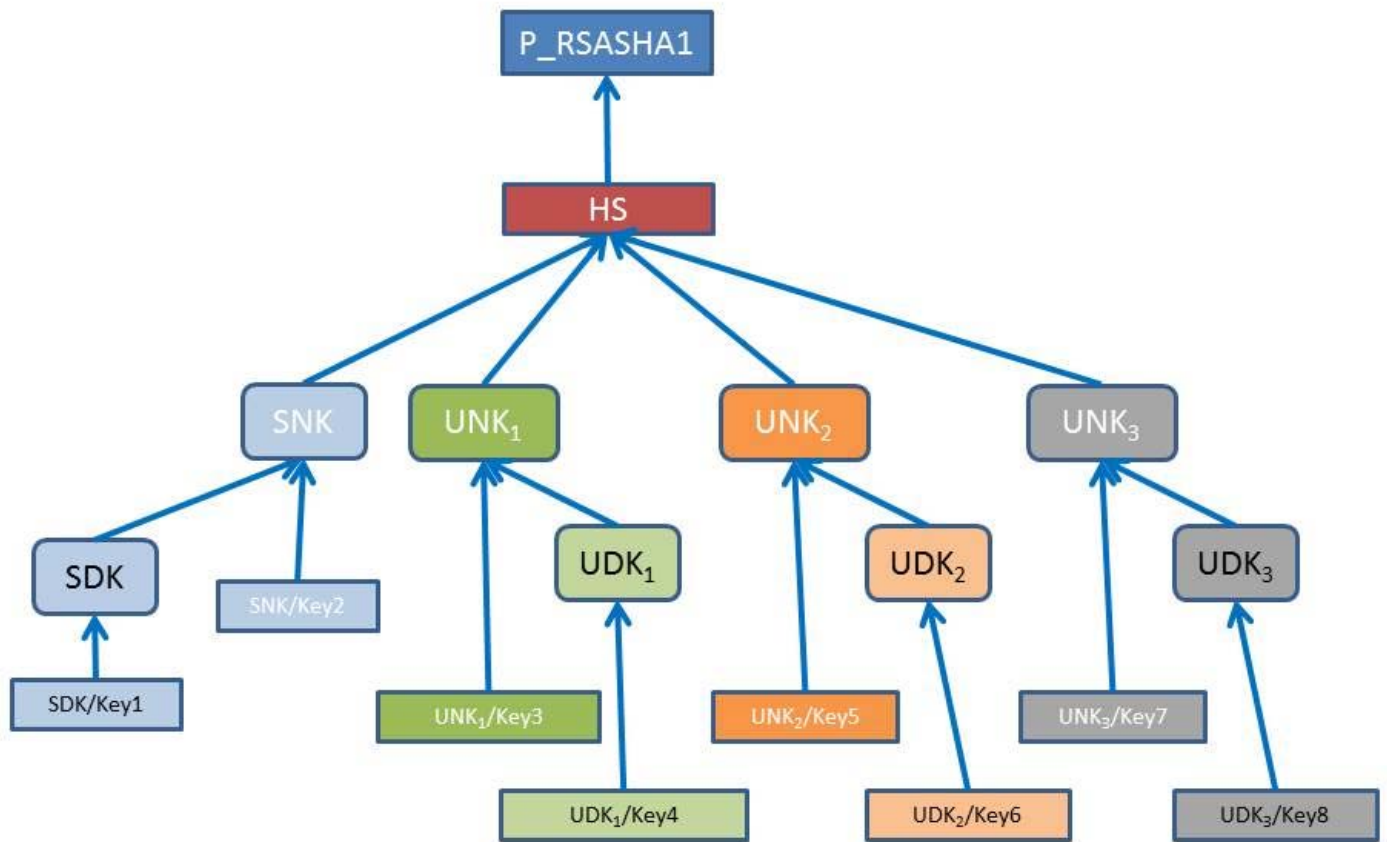 P_RSASHA1
HS
SNK
UNK₁
UNK₂
UNK₃
SDK
UDK₁
UDK₂
UDK₃
SNK/Key2
SDK/Key1
UNK₁/Key3
UNK₂/Key5
UNK₃/Key7
UDK₁/Key4
UDK₂/Key6
UDK₃/Key8